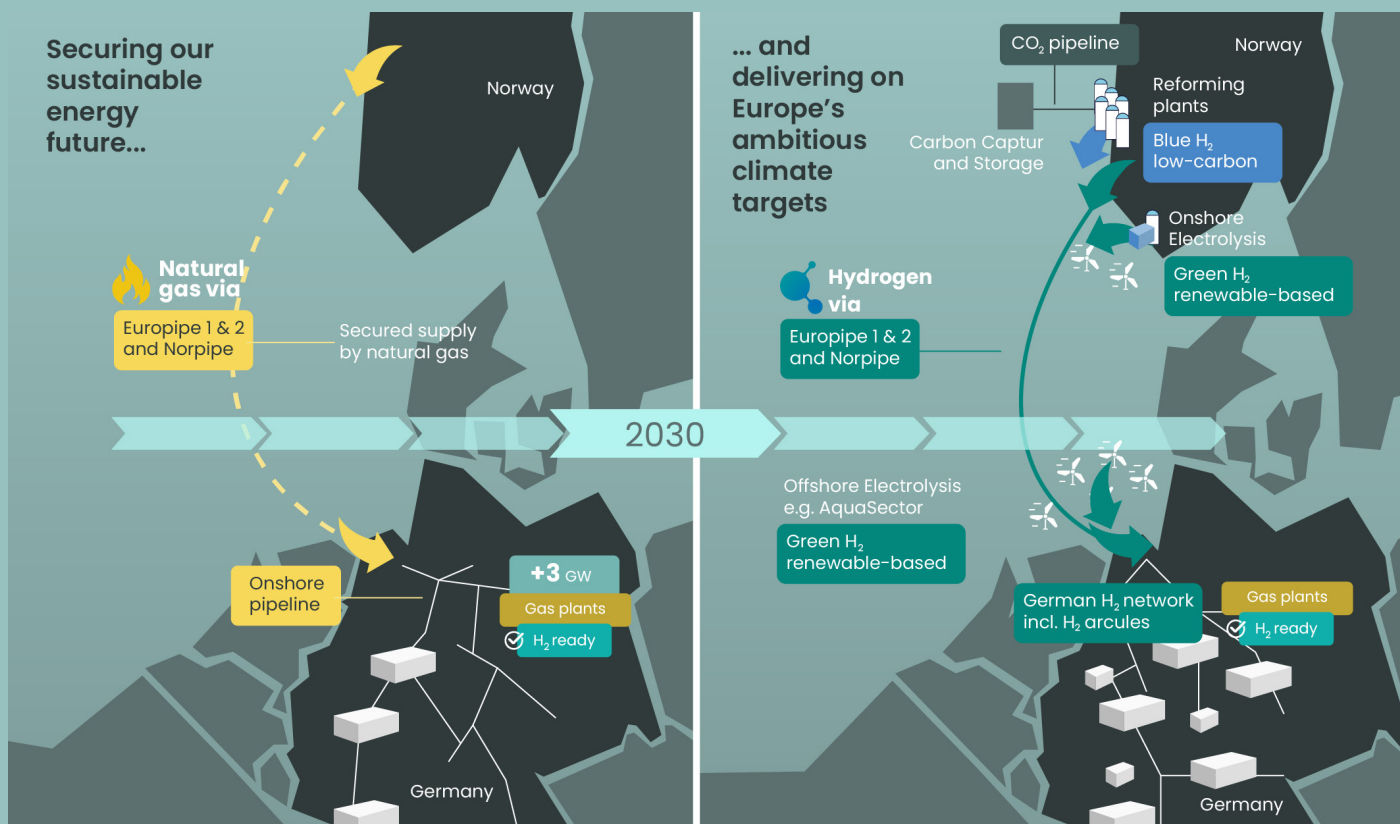 Securing our
sustainable
energy
future...
Norway
Natural
gas via
Europipe 1 & 2
and Norpipe
Secured supply
by natural gas
2030
Onshore
pipeline
+3 GW
Gas plants
H₂ ready
Germany
... and
delivering on
Europe's
ambitious
climate
targets
CO₂ pipeline
Norway
Reforming
plants
Carbon Captur
and Storage
Blue H₂
low-carbon
Onshore
Electrolysis
Green H₂
renewable-based
Hydrogen
via
Europipe 1 & 2
and Norpipe
Offshore Electrolysis
e.g. AquaSector
Green H₂
renewable-based
German H₂ network
incl. H₂ arcules
Gas plants
H₂ ready
Germany